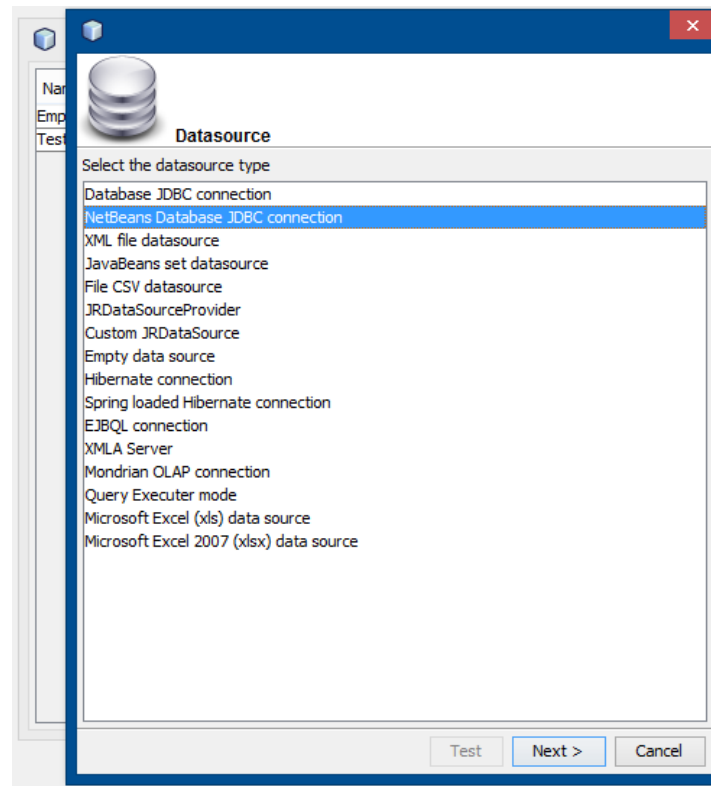 Nar
Emp
Test
Datasource
Select the datasource type
Database JDBC connection
NetBeans Database JDBC connection
XML file datasource
JavaBeans set datasource
File CSV datasource
JRDataSourceProvider
Custom JRDataSource
Empty data source
Hibernate connection
Spring loaded Hibernate connection
EJBQL connection
XMLA Server
Mondrian OLAP connection
Query Executer mode
Microsoft Excel (xls) data source
Microsoft Excel 2007 (xlsx) data source
Test Next > Cancel